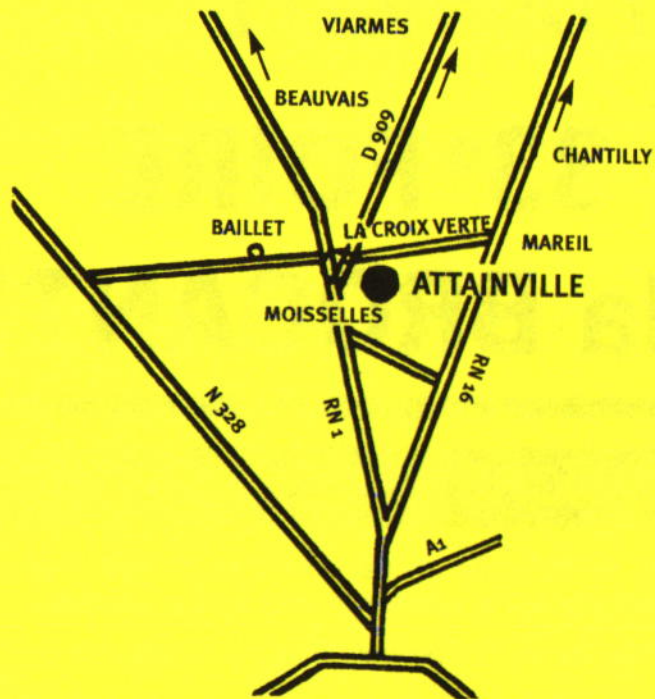 VIARMES
BEAUVAIS
D 909
CHANTILLY
BAILLET
LA CROIX VERTE
MAREIL
ATTAINVILLE
MOISSELLES
N 328
RN 1
RN 16
A1